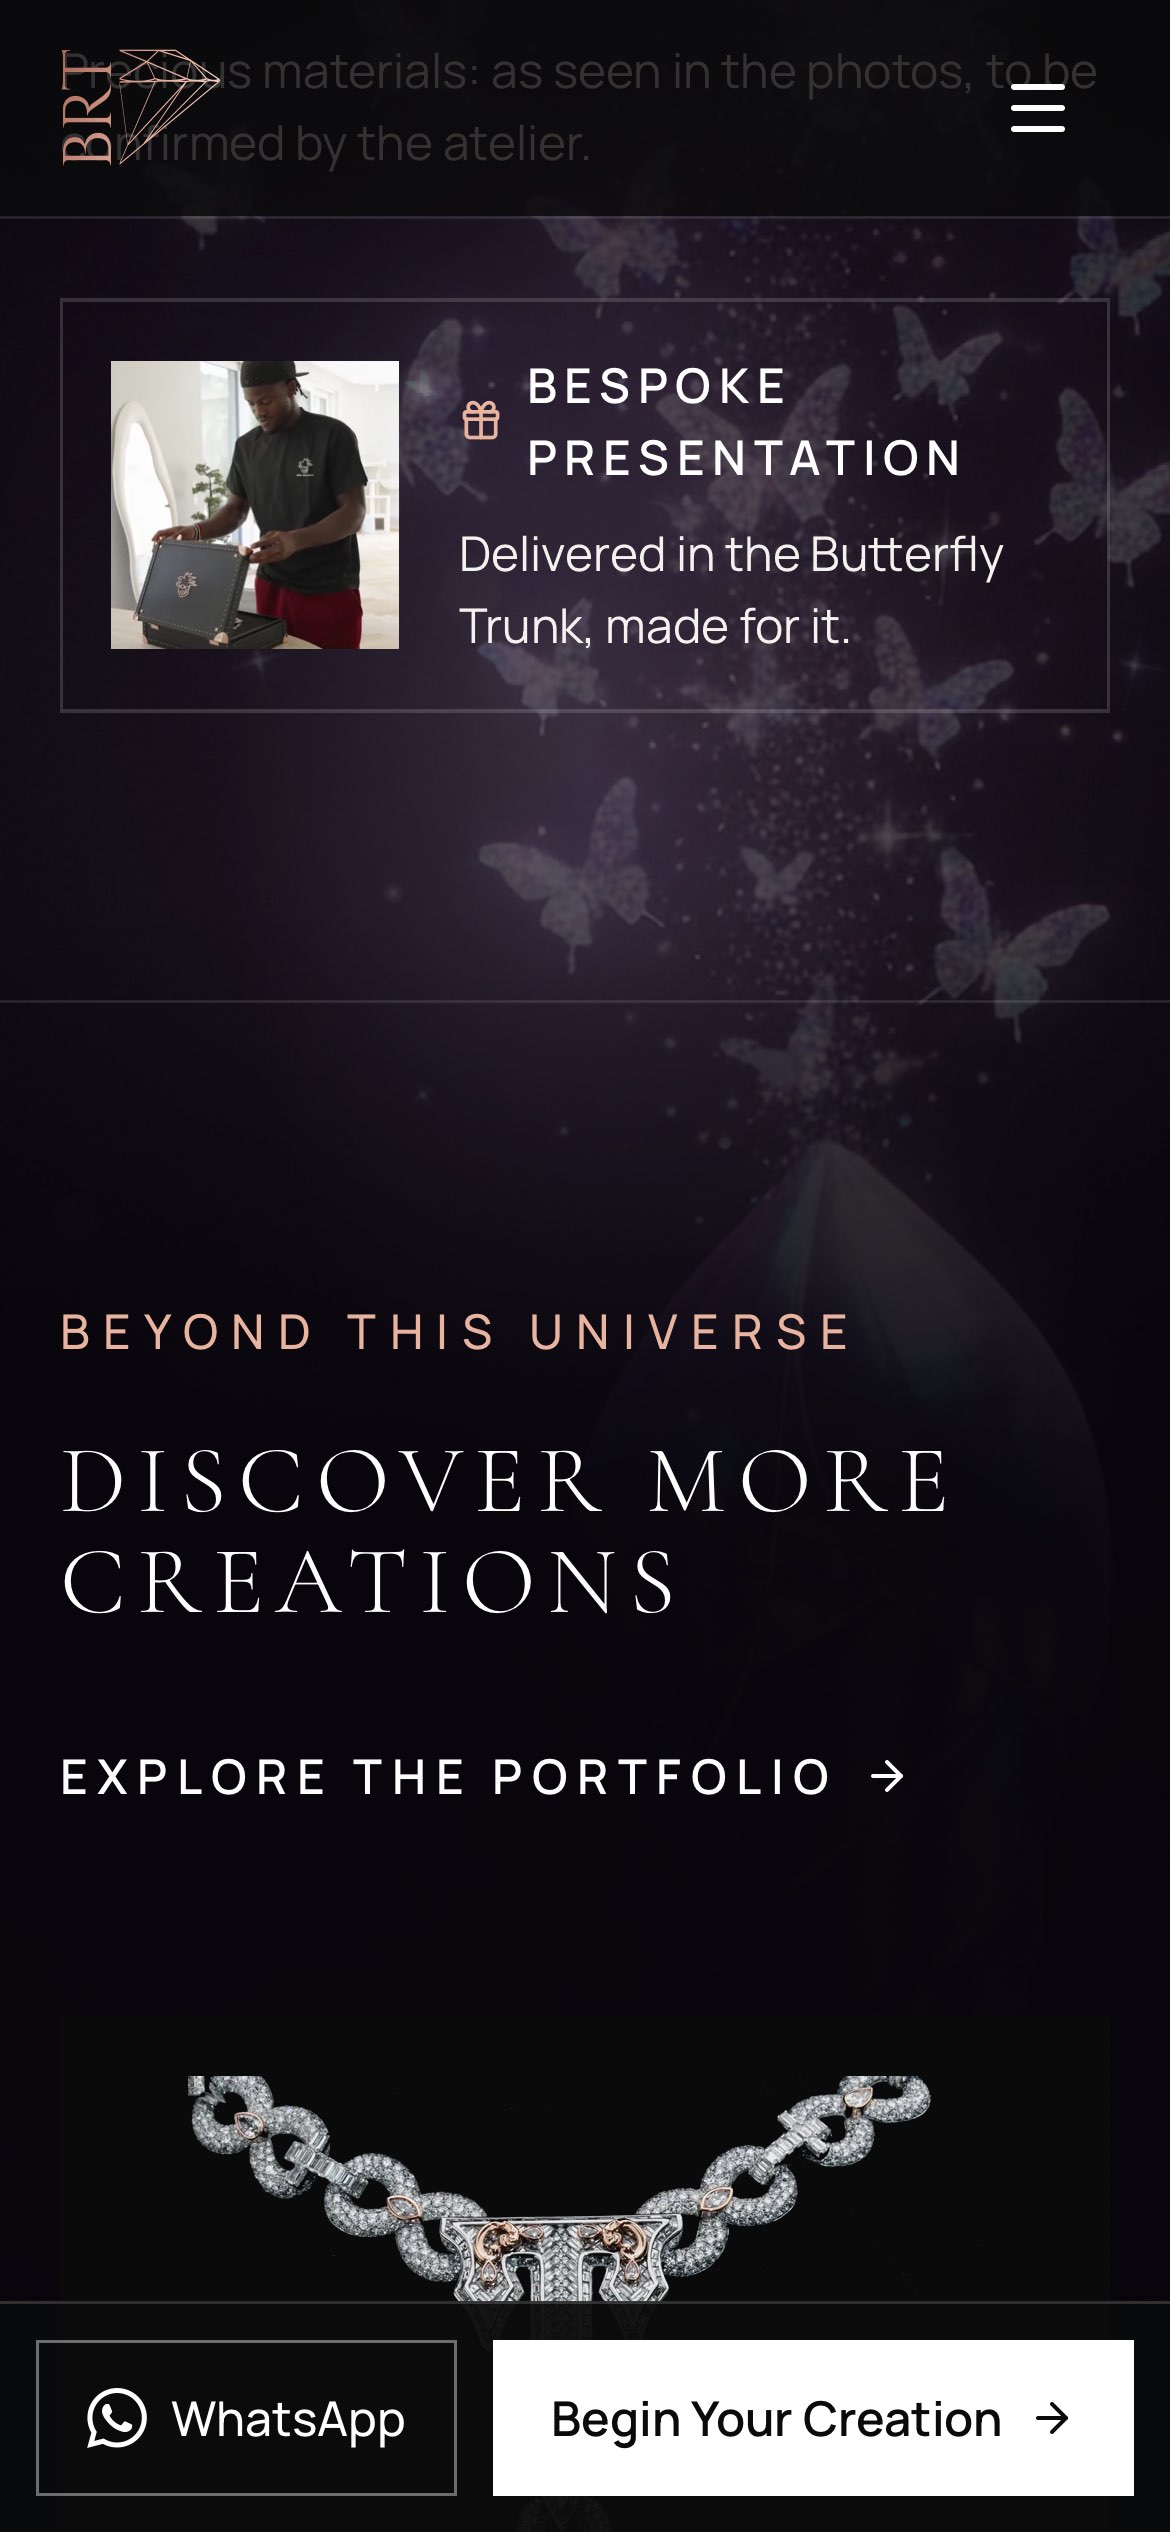 BRT
Precious materials: as seen in the photos, to be
confirmed by the atelier.
BESPOKE
PRESENTATION
Delivered in the Butterfly
Trunk, made for it.
BEYOND THIS UNIVERSE
DISCOVER MORE
CREATIONS
EXPLORE THE PORTFOLIO
WhatsApp
Begin Your Creation